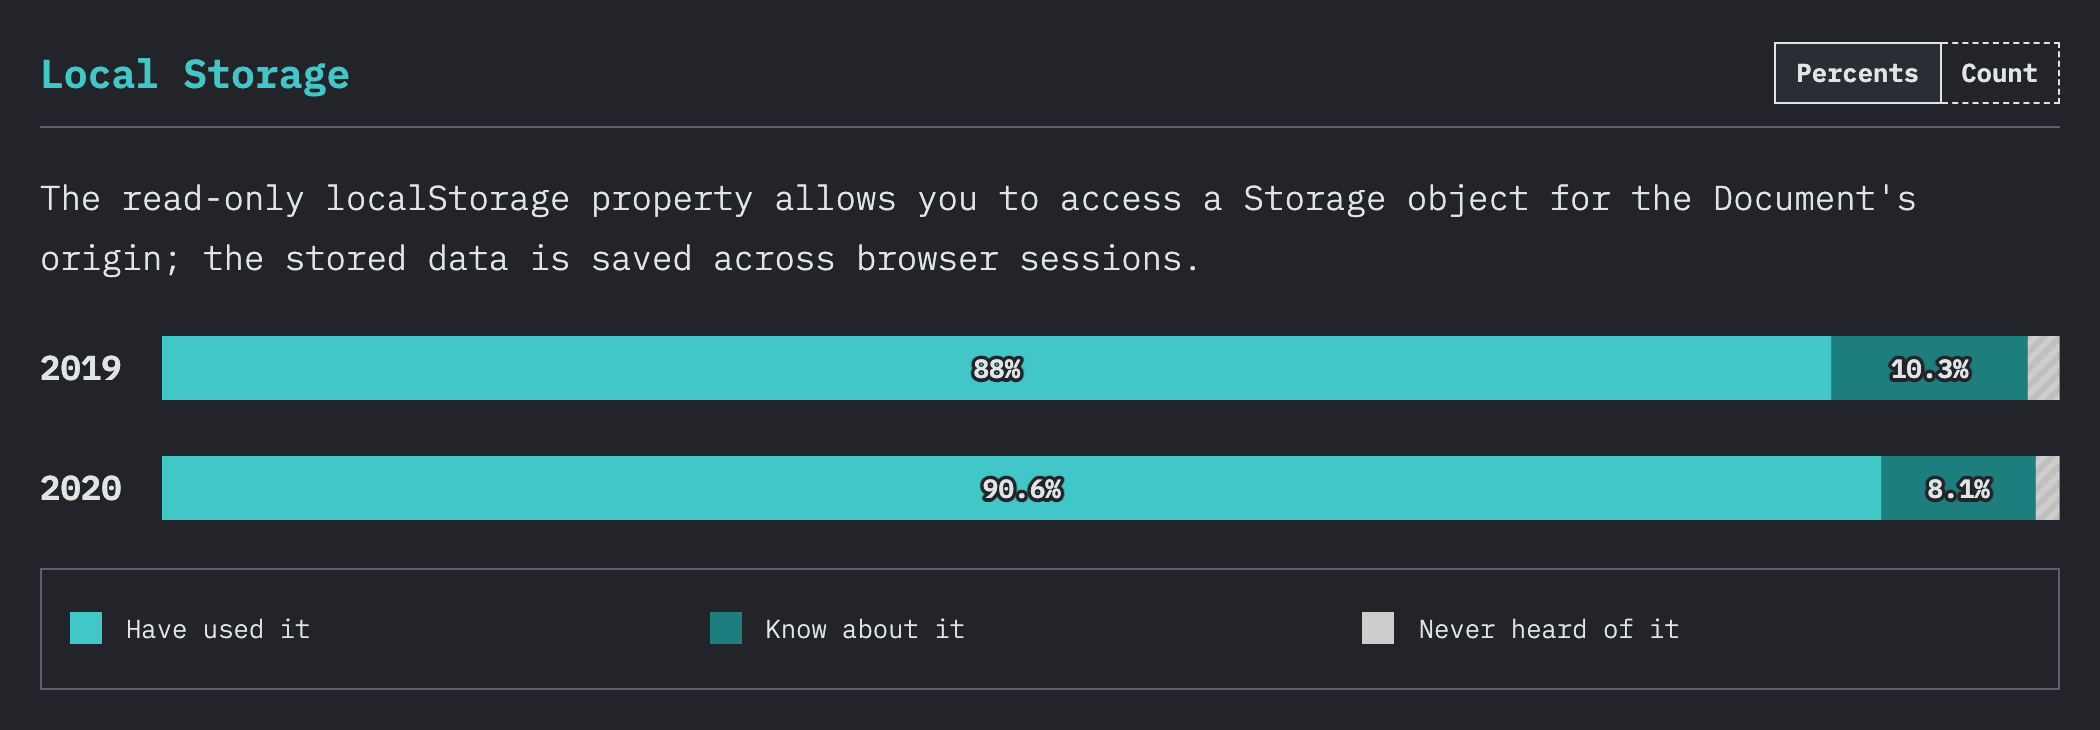 Local Storage
Percents
Count
The read-only localStorage property allows you to access a Storage object for the Document's
origin; the stored data is saved across browser sessions.
2019
88%
10.3%
2020
90.6%
8.1%
Have used it
Know about it
Never heard of it